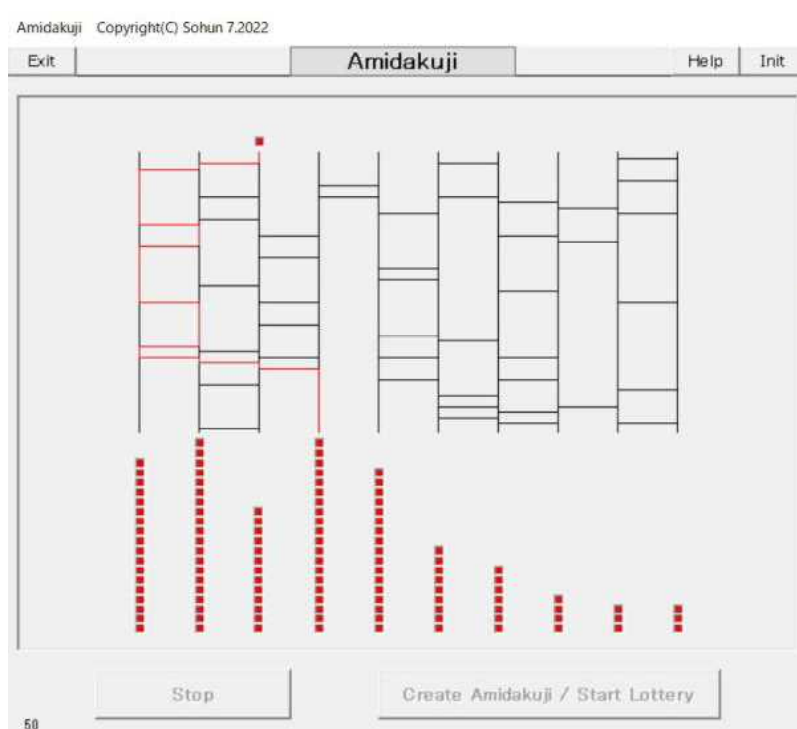 Amidakuji Copyright(C) Sohun 7.2022
Exit Amidakuji Help Init
Stop Create Amidakuji / Start Lottery
50